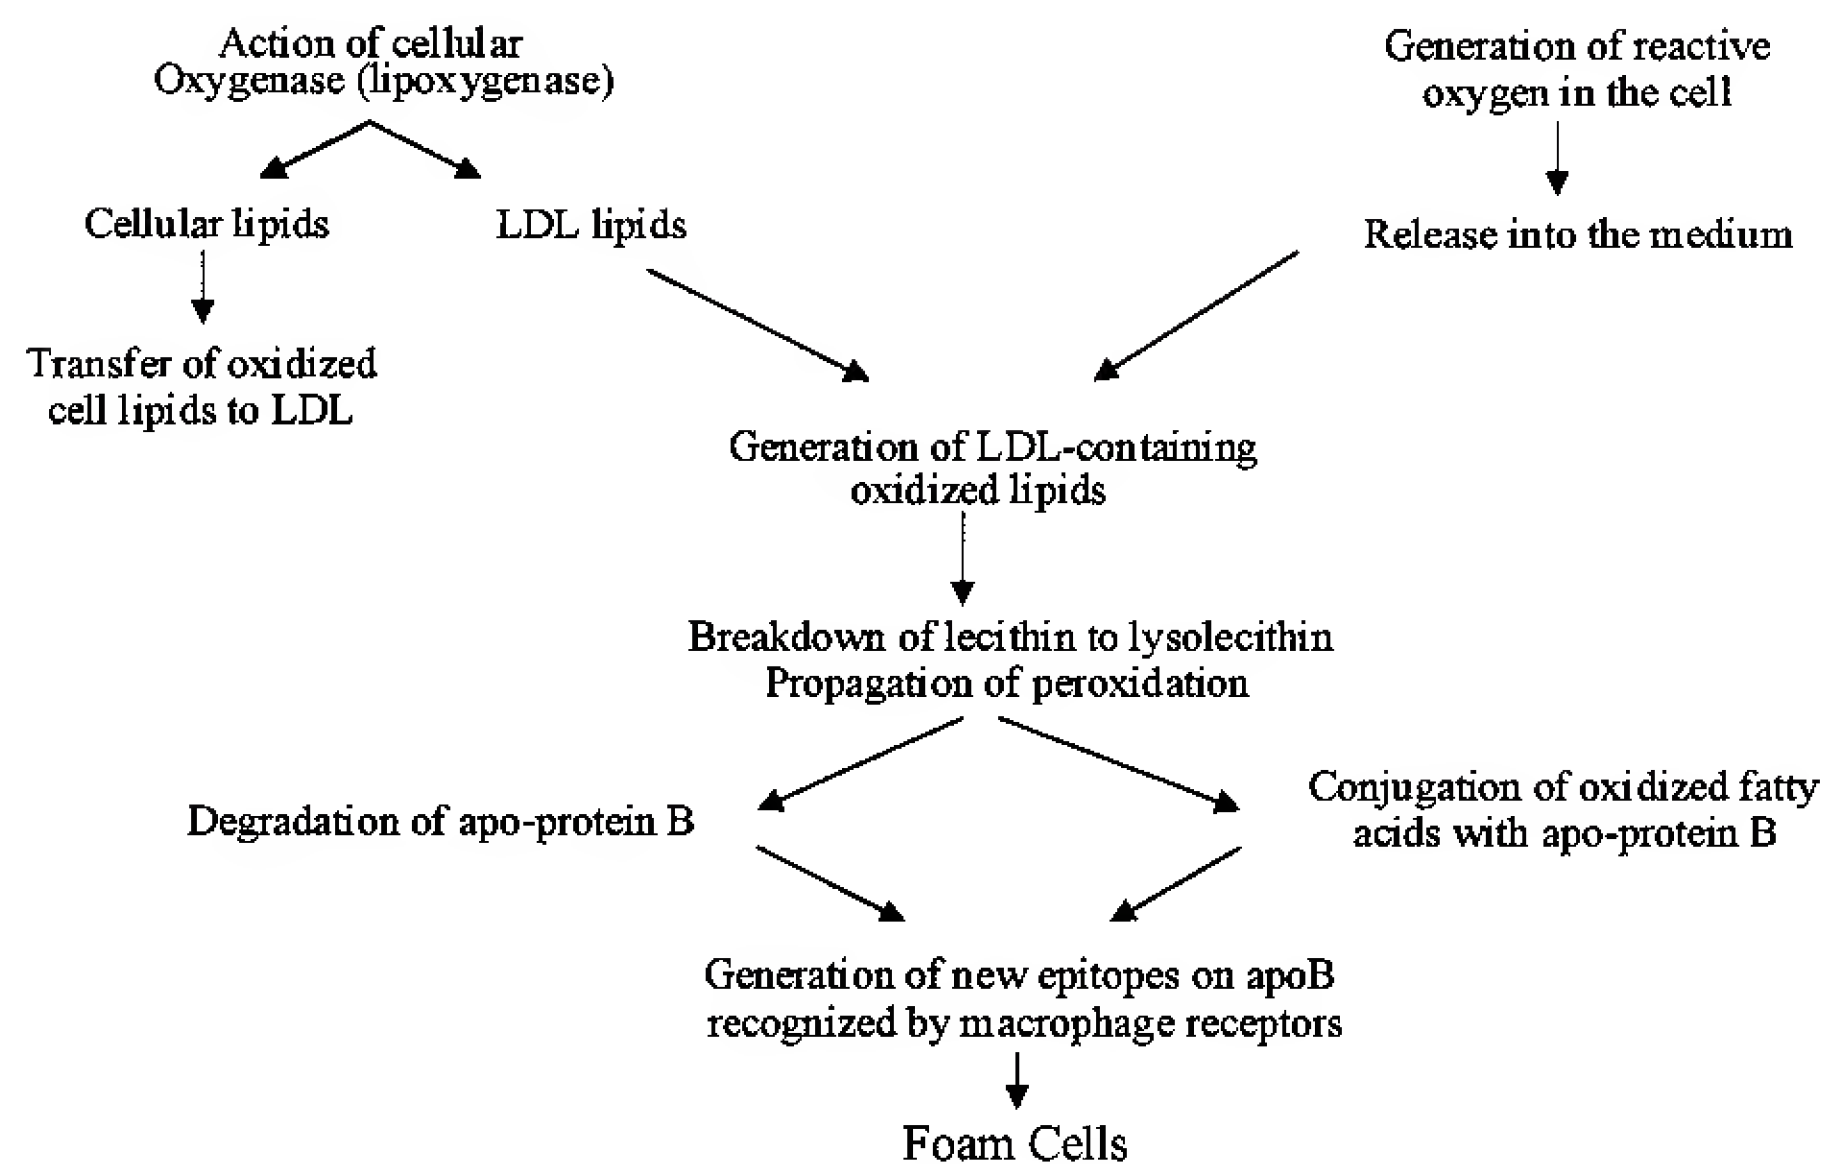 Action of cellular
Oxygenase (lipoxygenase)
Generation of reactive
oxygen in the cell
Cellular lipids
LDL lipids
Release into the medium
Transfer of oxidized
cell lipids to LDL
Generation of LDL-containing
oxidized lipids
Breakdown of lecithin to lysolecithin
Propagation of peroxidation
Degradation of apo-protein B
Conjugation of oxidized fatty
acids with apo-protein B
Generation of new epitopes on apoB
recognized by macrophage receptors
Foam Cells